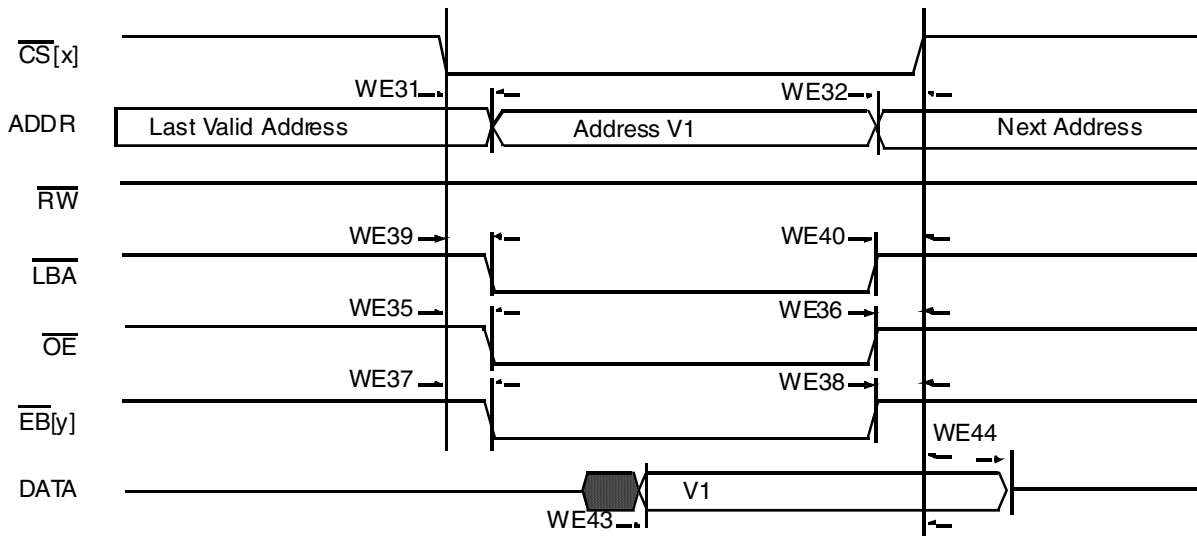 CS[x]
WE31
WE32
ADDR
Last Valid Address
Address V1
Next Address
RW
WE39
WE40
LBA
WE35
WE36
OE
WE37
WE38
EB[y]
WE44
DATA
V1
WE43